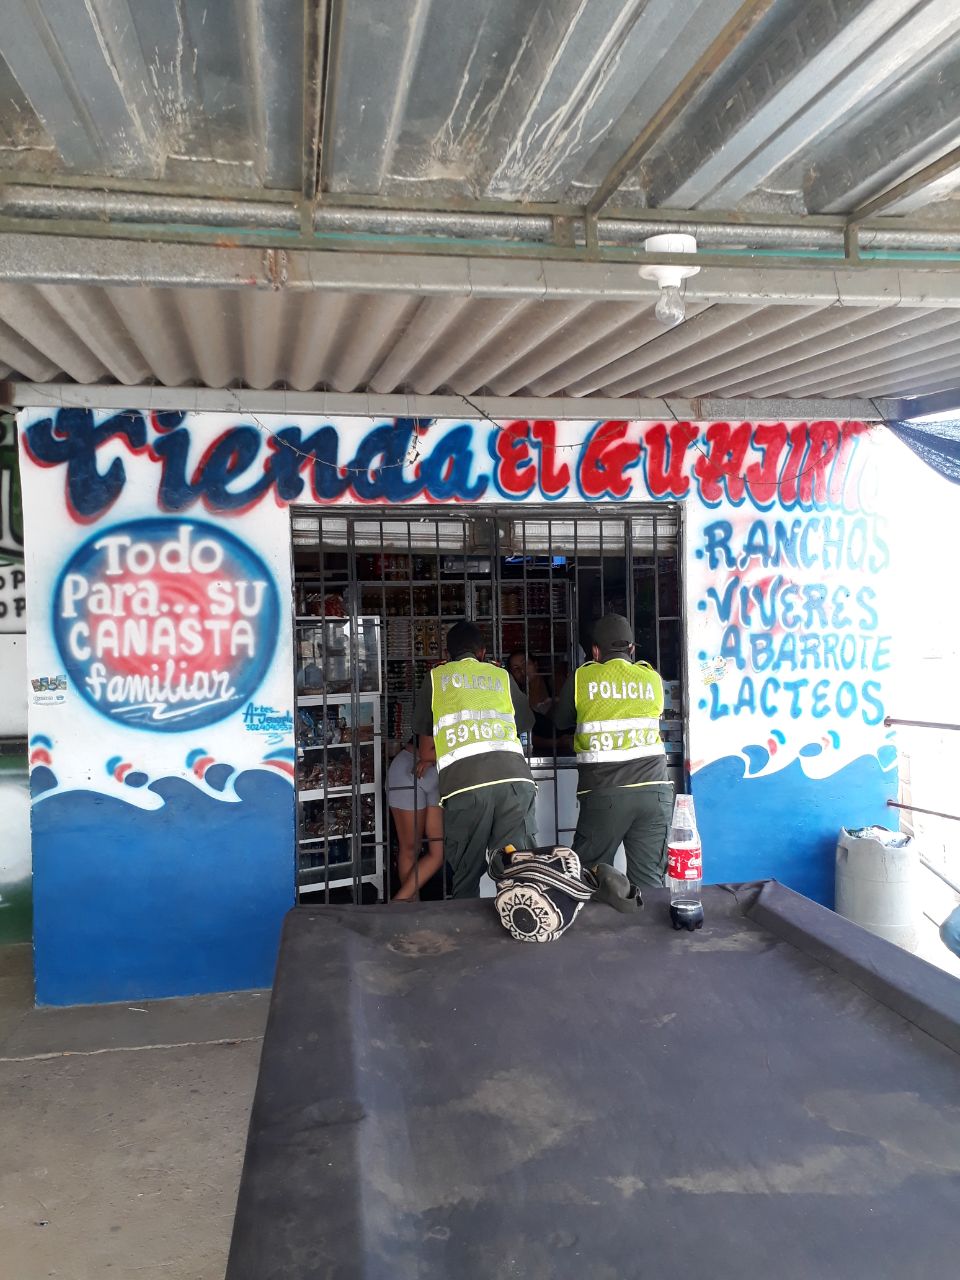 tienda EL GUAJIRO
Todo
Para... su
CANASTA
familiar
·RANCHOS
·VIVERES
·ABARROTE
·LACTEOS
POLICIA
POLICIA